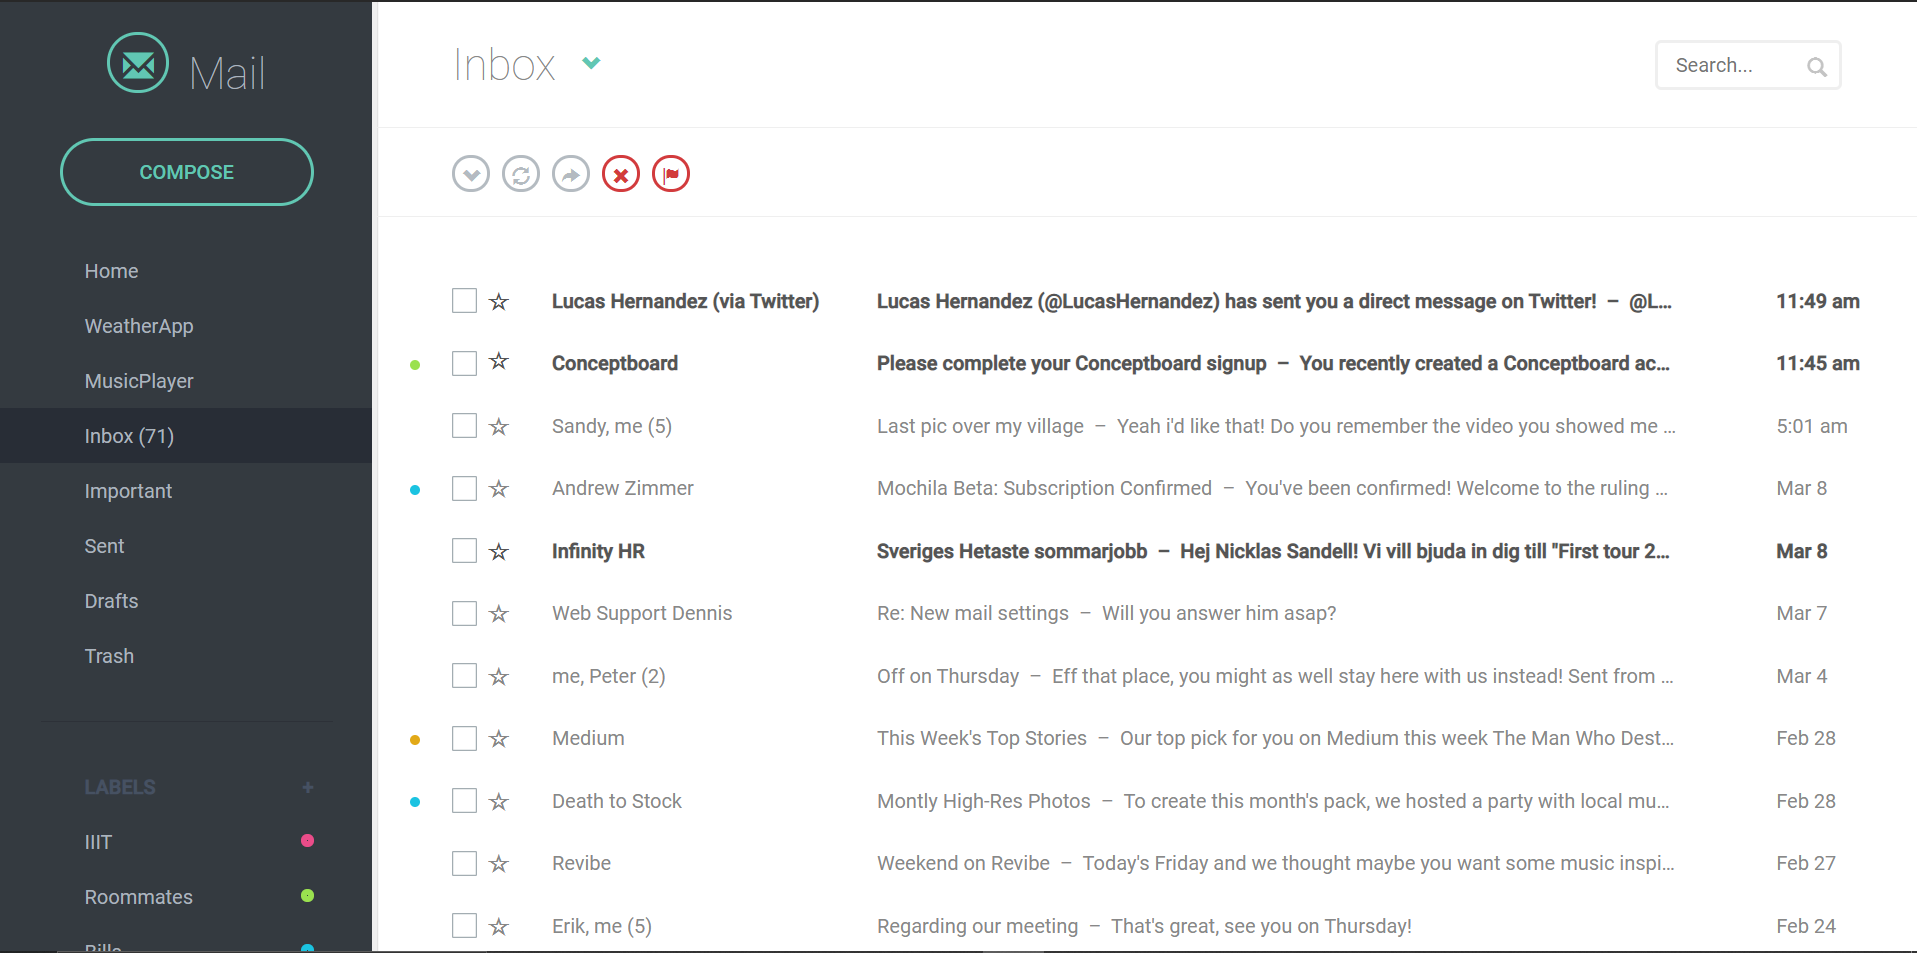 Mail
COMPOSE
Home
WeatherApp
MusicPlayer
Inbox (71)
Important
Sent
Drafts
Trash
LABELS +
IIIT
Roommates
Bills
Inbox
Search...
Lucas Hernandez (via Twitter) Lucas Hernandez (@LucasHernandez) has sent you a direct message on Twitter! – @L... 11:49 am
Conceptboard Please complete your Conceptboard signup – You recently created a Conceptboard ac... 11:45 am
Sandy, me (5) Last pic over my village – Yeah i'd like that! Do you remember the video you showed me ... 5:01 am
Andrew Zimmer Mochila Beta: Subscription Confirmed – You've been confirmed! Welcome to the ruling ... Mar 8
Infinity HR Sveriges Hetaste sommarjobb – Hej Nicklas Sandell! Vi vill bjuda in dig till "First tour 2... Mar 8
Web Support Dennis Re: New mail settings – Will you answer him asap? Mar 7
me, Peter (2) Off on Thursday – Eff that place, you might as well stay here with us instead! Sent from ... Mar 4
Medium This Week's Top Stories – Our top pick for you on Medium this week The Man Who Dest... Feb 28
Death to Stock Montly High-Res Photos – To create this month's pack, we hosted a party with local mu... Feb 28
Revibe Weekend on Revibe – Today's Friday and we thought maybe you want some music inspi... Feb 27
Erik, me (5) Regarding our meeting – That's great, see you on Thursday! Feb 24